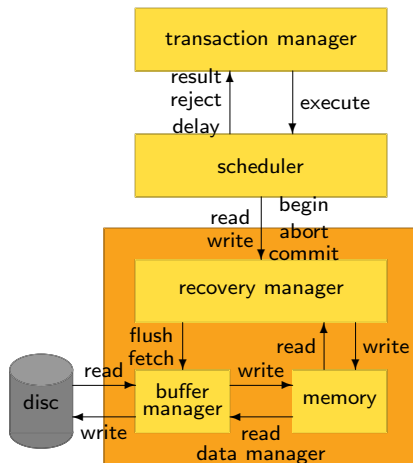 transaction manager
result
reject
delay
execute
scheduler
read
write
begin
abort
commit
recovery manager
flush
fetch
read
write
disc
read
write
buffer
manager
write
read
memory
data manager